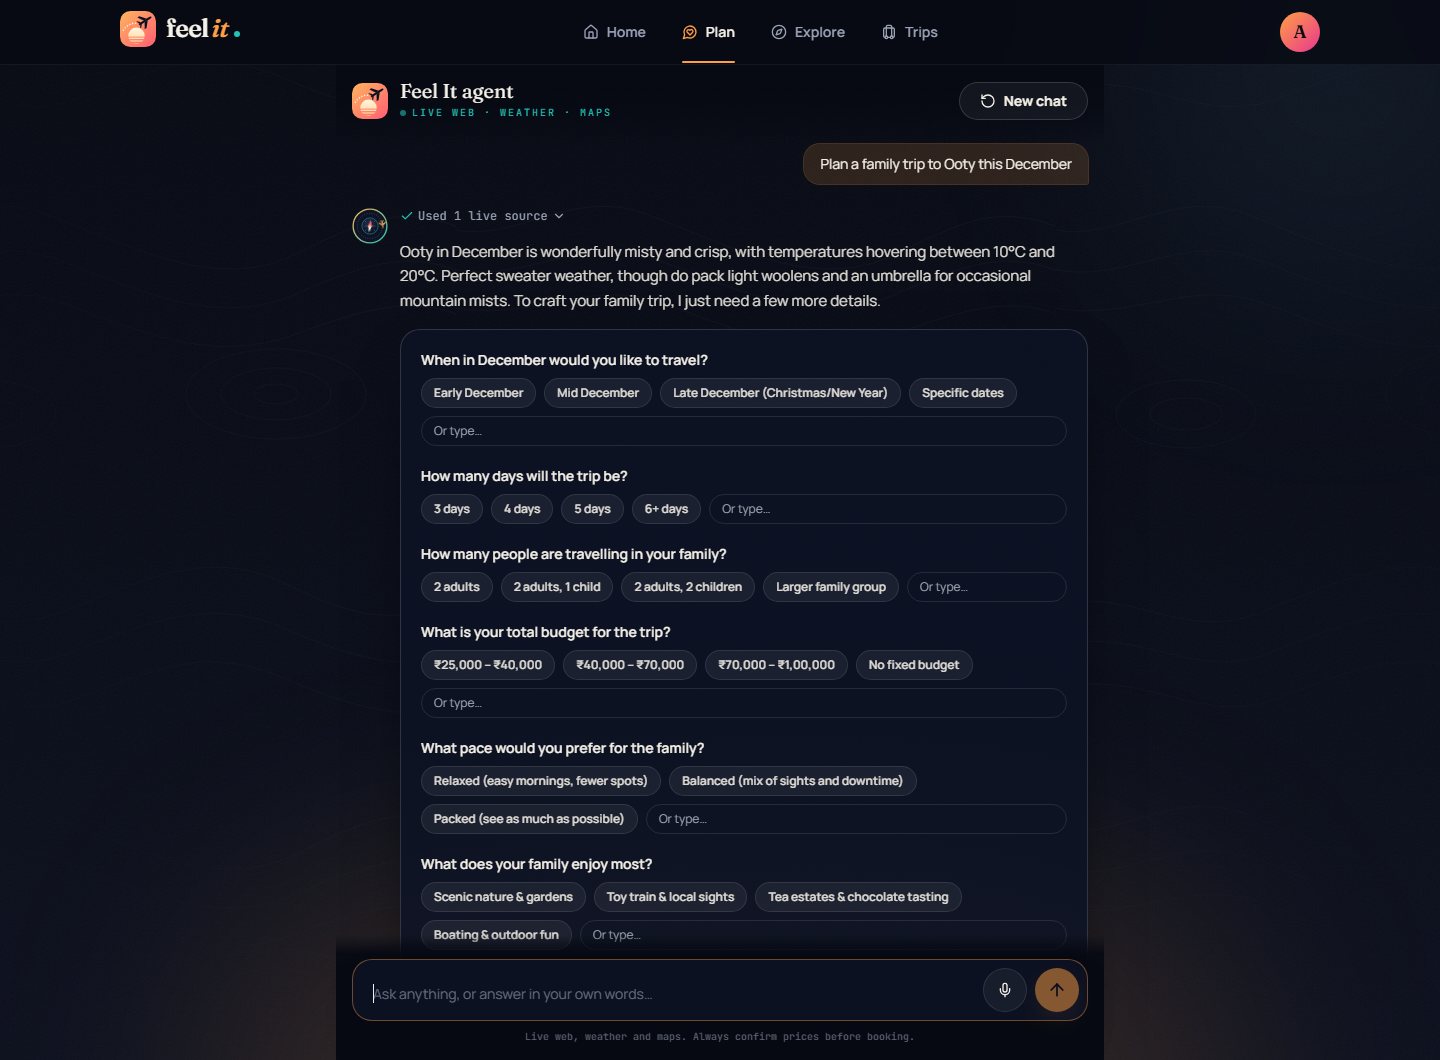 feel it.
Home
Plan
Explore
Trips
A
Feel It agent
LIVE WEB · WEATHER · MAPS
New chat
Plan a family trip to Ooty this December
Used 1 live source
Ooty in December is wonderfully misty and crisp, with temperatures hovering between 10°C and
20°C. Perfect sweater weather, though do pack light woolens and an umbrella for occasional
mountain mists. To craft your family trip, I just need a few more details.
When in December would you like to travel?
Early December
Mid December
Late December (Christmas/New Year)
Specific dates
Or type...
How many days will the trip be?
3 days
4 days
5 days
6+ days
Or type...
How many people are travelling in your family?
2 adults
2 adults, 1 child
2 adults, 2 children
Larger family group
Or type...
What is your total budget for the trip?
₹25,000 – ₹40,000
₹40,000 – ₹70,000
₹70,000 – ₹1,00,000
No fixed budget
Or type...
What pace would you prefer for the family?
Relaxed (easy mornings, fewer spots)
Balanced (mix of sights and downtime)
Packed (see as much as possible)
Or type...
What does your family enjoy most?
Scenic nature & gardens
Toy train & local sights
Tea estates & chocolate tasting
Boating & outdoor fun
Or type...
Ask anything, or answer in your own words...
Live web, weather and maps. Always confirm prices before booking.